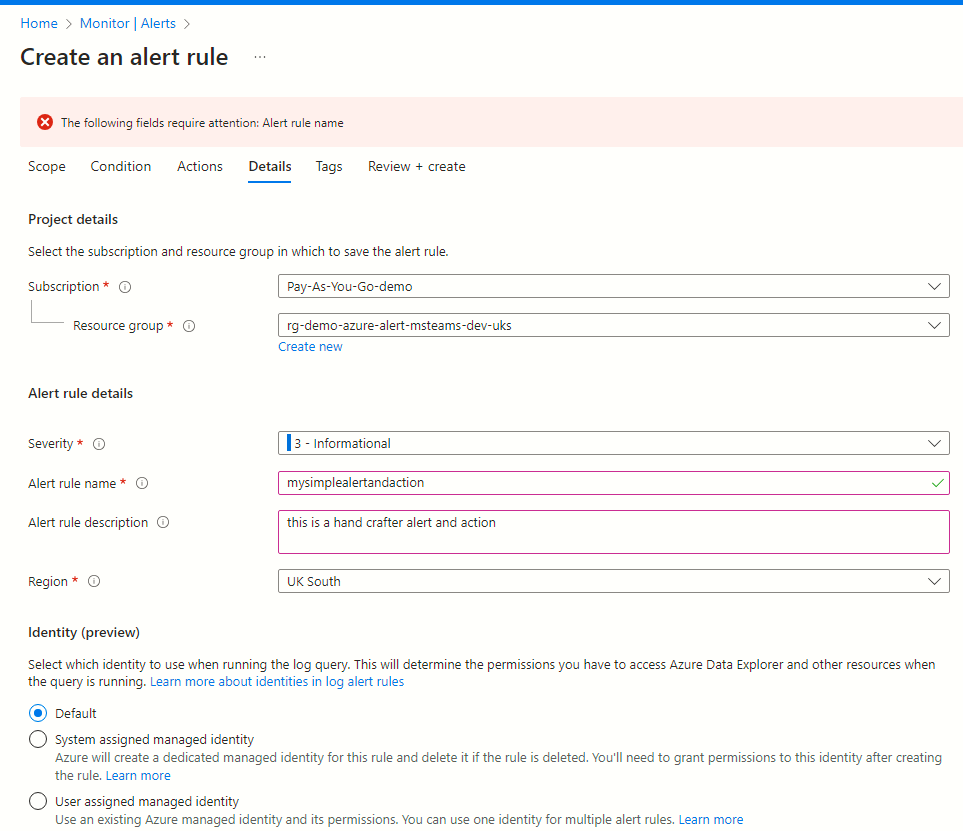 Home > Monitor | Alerts >
Create an alert rule ...
The following fields require attention: Alert rule name
Scope Condition Actions Details Tags Review + create
Project details
Select the subscription and resource group in which to save the alert rule.
Subscription * Pay-As-You-Go-demo
Resource group * rg-demo-azure-alert-msteams-dev-uks
Create new
Alert rule details
Severity * 3 - Informational
Alert rule name * mysimplealertandaction
Alert rule description this is a hand crafter alert and action
Region * UK South
Identity (preview)
Select which identity to use when running the log query. This will determine the permissions you have to access Azure Data Explorer and other resources when
the query is running. Learn more about identities in log alert rules
Default
System assigned managed identity
Azure will create a dedicated managed identity for this rule and delete it if the rule is deleted. You'll need to grant permissions to this identity after creating
the rule. Learn more
User assigned managed identity
Use an existing Azure managed identity and its permissions. You can use one identity for multiple alert rules. Learn more